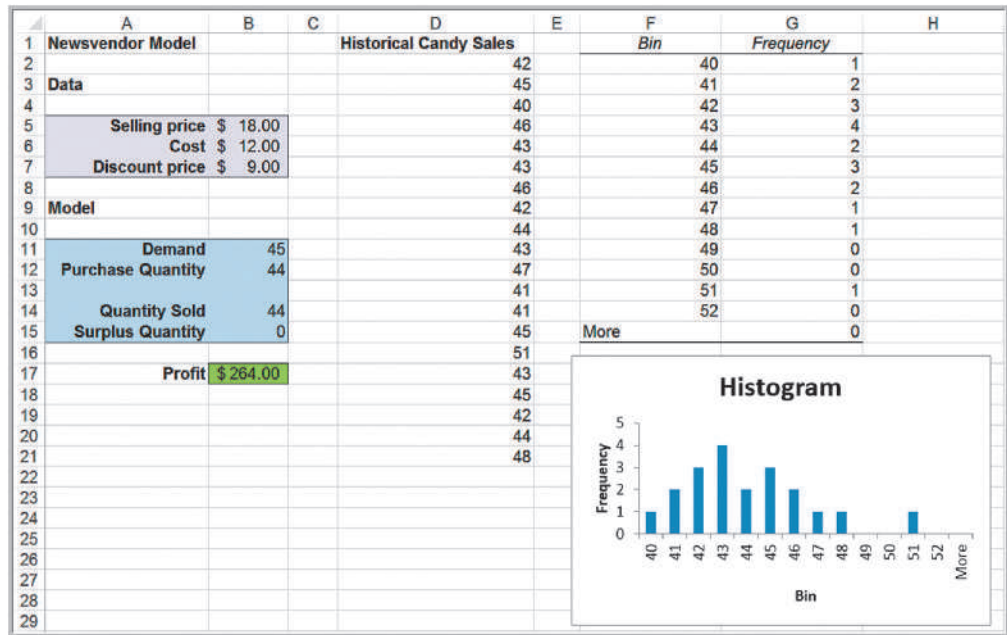 A B C D E F G H
1 Newsvendor Model Historical Candy Sales Bin Frequency
2 42 40 1
3 Data 45 41 2
4 40 42 3
5 Selling price $ 18.00 46 43 4
6 Cost $ 12.00 43 44 2
7 Discount price $ 9.00 43 45 3
8 46 46 2
9 Model 42 47 1
10 44 48 1
11 Demand 45 43 49 0
12 Purchase Quantity 44 47 50 0
13 41 51 1
14 Quantity Sold 44 41 52 0
15 Surplus Quantity 0 45 More 0
16 51
17 Profit $ 264.00 43
18 45
19 42
20 44
21 48
22
23
24
25
26
27
28
29
Histogram
Frequency
5
4
3
2
1
0
40 41 42 43 44 45 46 47 48 49 50 51 52 More
Bin